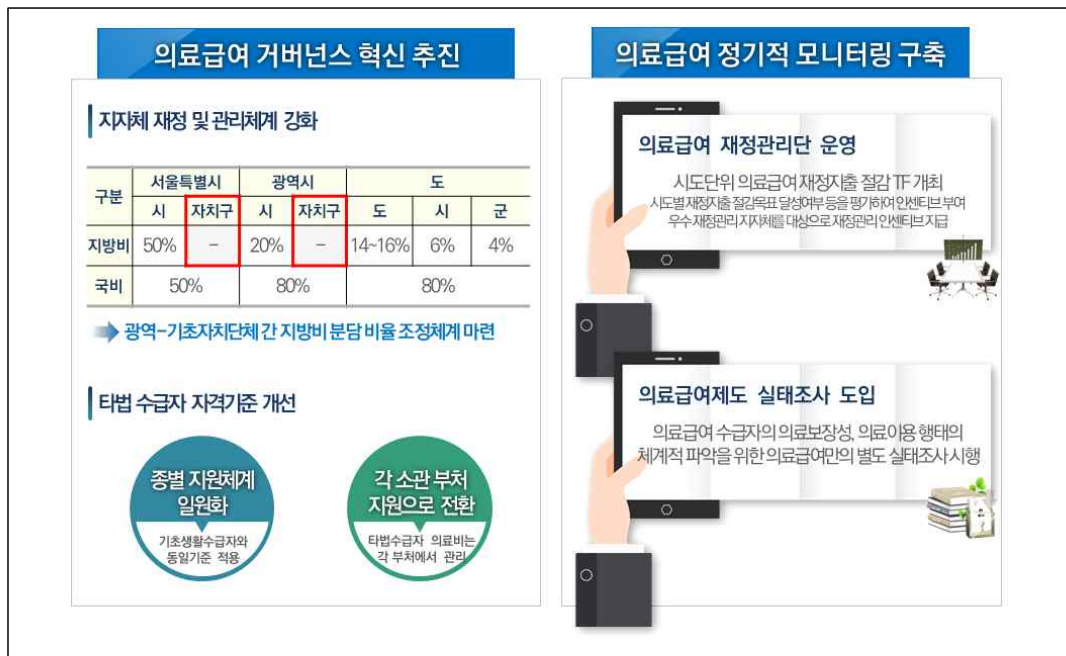 의료급여 거버넌스 혁신 추진
지자체 재정 및 관리체계 강화
구분 서울특별시 광역시 도
시 자치구 시 자치구 도 시 군
지방비 50% - 20% - 14~16% 6% 4%
국비 50% 80% 80%
광역-기초자치단체 간 지방비 분담 비율 조정체계 마련
타법 수급자 자격기준 개선
종별 지원체계
일원화
기초생활수급자와
동일기준 적용
각 소관 부처
지원으로 전환
타법수급자 의료비는
각 부처에서 관리
의료급여 정기적 모니터링 구축
의료급여 재정관리단 운영
시도단위 의료급여 재정지출 절감 TF 개최
시도별 재정지출 절감목표 달성여부 등을 평가하여 인센티브 부여
우수 재정관리 지자체를 대상으로 재정관리 인센티브 지급
의료급여제도 실태조사 도입
의료급여 수급자의 의료보장성, 의료이용 행태의
체계적 파악을 위한 의료급여만의 별도 실태조사 시행